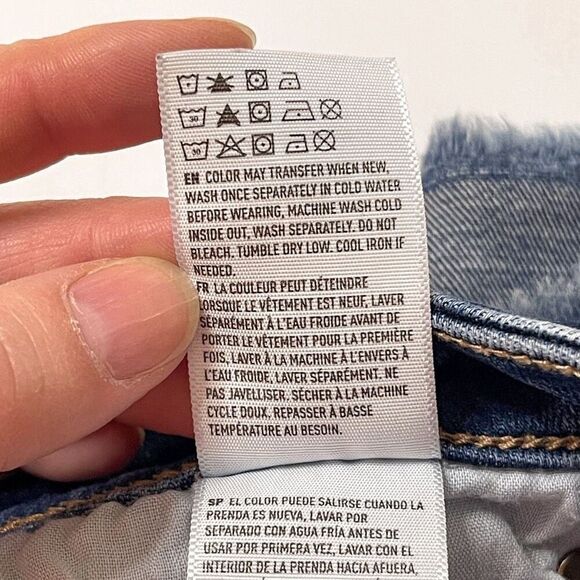 30
30
EN COLOR MAY TRANSFER WHEN NEW,
WASH ONCE SEPARATELY IN COLD WATER
BEFORE WEARING, MACHINE WASH COLD
INSIDE OUT, WASH SEPARATELY. DO NOT
BLEACH. TUMBLE DRY LOW. COOL IRON IF
NEEDED.
FR LA COULEUR PEUT DÉTEINDRE
LORSQUE LE VÊTEMENT EST NEUF, LAVER
SÉPARÉMENT À L'EAU FROIDE AVANT DE
PORTER LE VÊTEMENT POUR LA PREMIÈRE
FOIS, LAVER À LA MACHINE À L'ENVERS À
L'EAU FROIDE, LAVER SÉPARÉMENT. NE
PAS JAVELLISER. SÉCHER À LA MACHINE
CYCLE DOUX. REPASSER À BASSE
TEMPÉRATURE AU BESOIN.
SP EL COLOR PUEDE SALIRSE CUANDO LA
PRENDA ES NUEVA, LAVAR POR
SEPARADO CON AGUA FRÍA ANTES DE
USAR POR PRIMERA VEZ, LAVAR CON EL
INTERIOR DE LA PRENDA HACIA AFUERA,